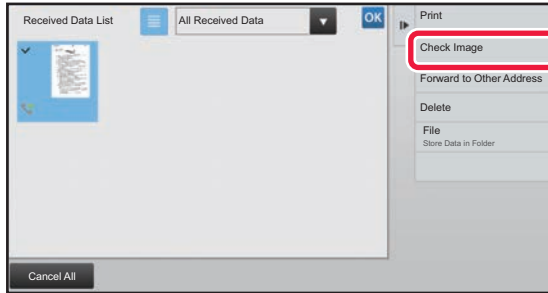 Received Data List
All Received Data
OK
Print
Check Image
Forward to Other Address
Delete
File
Store Data in Folder
Cancel All